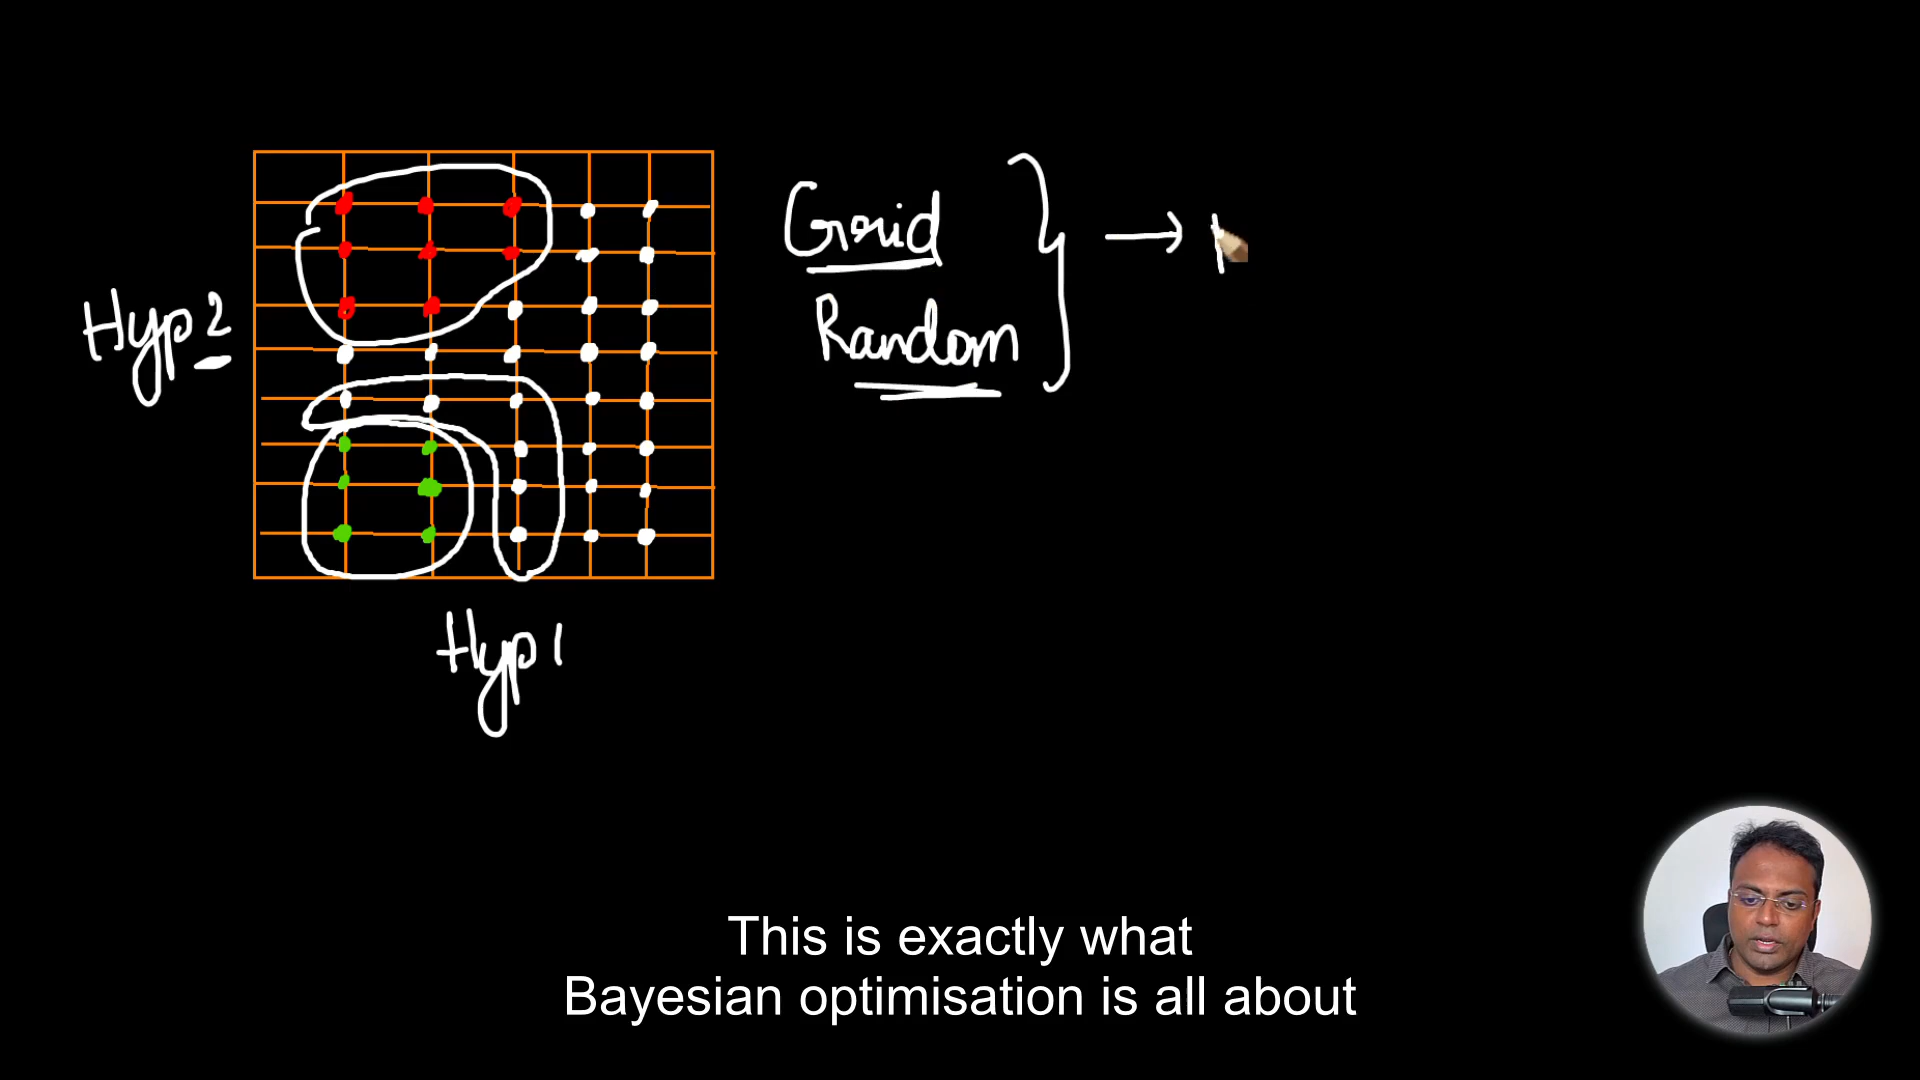 Hyp 2
Hyp 1
Grid
Random
This is exactly what
Bayesian optimisation is all about